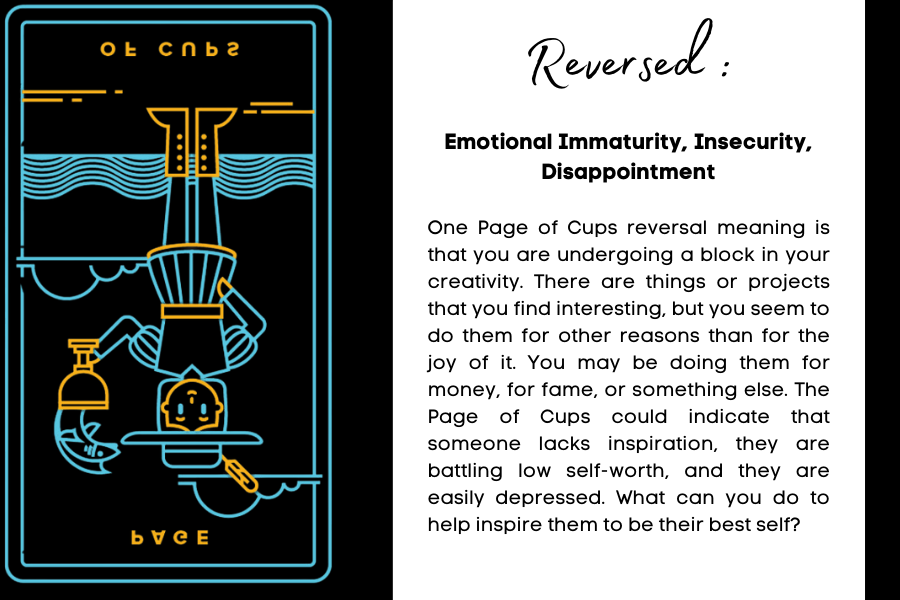 OF CUPS
PAGE
Reversed :
Emotional Immaturity, Insecurity,
Disappointment
One Page of Cups reversal meaning is
that you are undergoing a block in your
creativity. There are things or projects
that you find interesting, but you seem to
do them for other reasons than for the
joy of it. You may be doing them for
money, for fame, or something else. The
Page of Cups could indicate that
someone lacks inspiration, they are
battling low self-worth, and they are
easily depressed. What can you do to
help inspire them to be their best self?